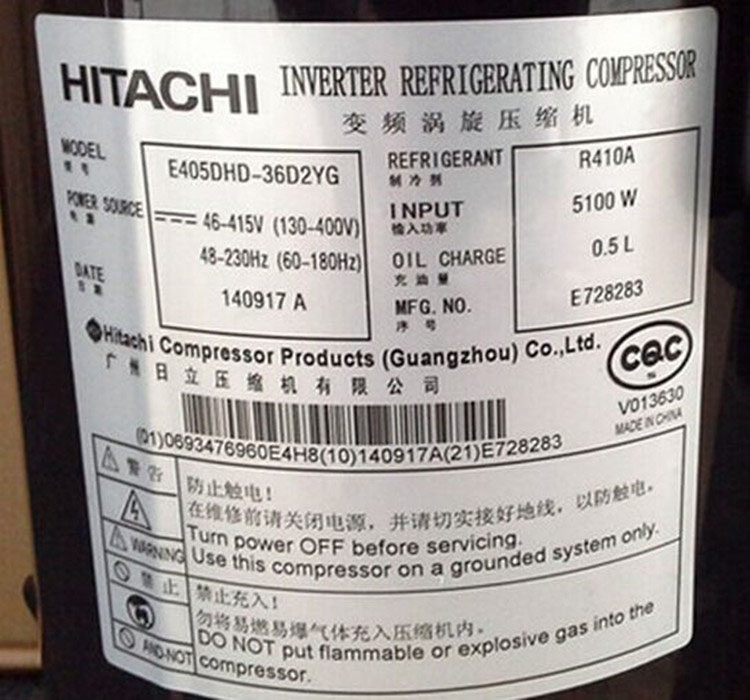 HITACHI INVERTER REFRIGERATING COMPRESSOR
变频涡旋压缩机
MODEL E405DHD-36D2YG
型号
POWER SOURCE 46-415V (130-400V)
电源
48-230Hz (60-180Hz)
DATE 140917 A
日期
REFRIGERANT R410A
制冷剂
INPUT 5100 W
输入功率
OIL CHARGE 0.5 L
充油量
MFG. NO. E728283
序号
Hitachi Compressor Products (Guangzhou) Co.,Ltd.
广州日立压缩机有限公司
CQC
V013630
MADE IN CHINA
(01)0693476960E4H8(10)140917A(21)E728283
警告
WARNING
防止触电!
在维修前请关闭电源，并请切实接好地线，以防触电。
Turn power OFF before servicing.
Use this compressor on a grounded system only.
禁止
AND-NOT
禁止充入!
勿将易燃易爆气体充入压缩机内。
DO NOT put flammable or explosive gas into the
compressor.